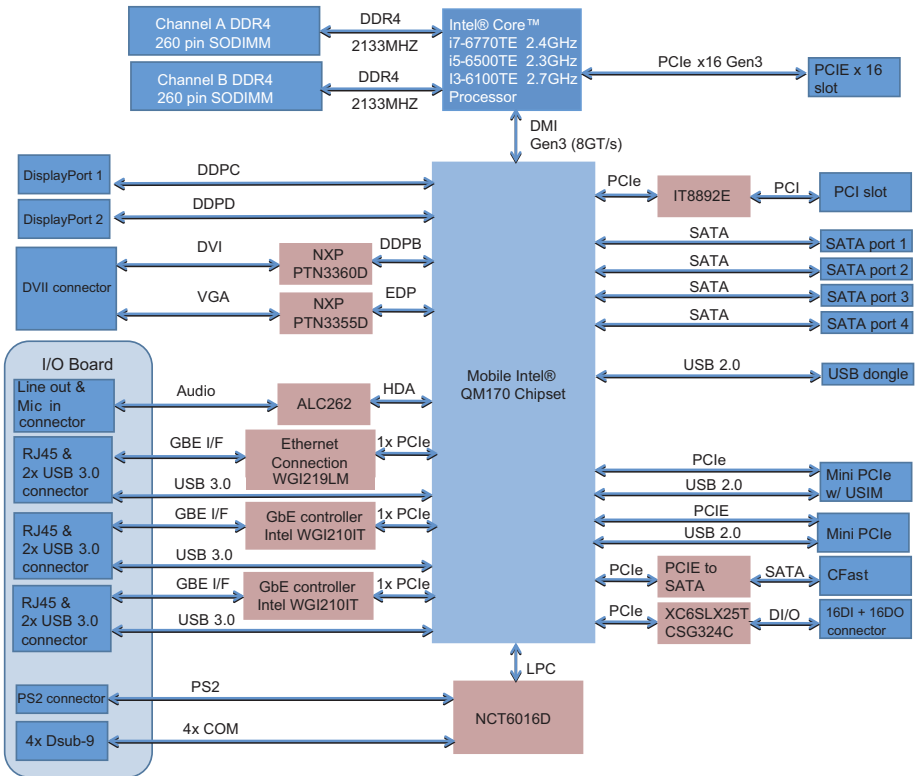 Channel A DDR4
260 pin SODIMM
DDR4
2133MHZ
Channel B DDR4
260 pin SODIMM
DDR4
2133MHZ
Intel® Core™
i7-6770TE 2.4GHz
i5-6500TE 2.3GHz
I3-6100TE 2.7GHz
Processor
PCIe x16 Gen3
PCIE x 16
slot
DMI
Gen3 (8GT/s)
DisplayPort 1
DDPC
DisplayPort 2
DDPD
DVII connector
DVI
NXP
PTN3360D
DDPB
VGA
NXP
PTN3355D
EDP
Mobile Intel®
QM170 Chipset
PCIe
IT8892E
PCI
PCI slot
SATA
SATA port 1
SATA
SATA port 2
SATA
SATA port 3
SATA
SATA port 4
USB 2.0
USB dongle
I/O Board
Line out &
Mic in
connector
Audio
ALC262
HDA
RJ45 &
2x USB 3.0
connector
GBE I/F
Ethernet
Connection
WGI219LM
1x PCIe
USB 3.0
RJ45 &
2x USB 3.0
connector
GBE I/F
GbE controller
Intel WGI210IT
1x PCIe
USB 3.0
RJ45 &
2x USB 3.0
connector
GBE I/F
GbE controller
Intel WGI210IT
1x PCIe
USB 3.0
PCIe
USB 2.0
Mini PCIe
w/ USIM
PCIE
USB 2.0
Mini PCIe
PCIe
PCIE to
SATA
SATA
CFast
PCIe
XC6SLX25T_
CSG324C
DI/O
16DI + 16DO
connector
LPC
PS2 connector
PS2
NCT6016D
4x Dsub-9
4x COM